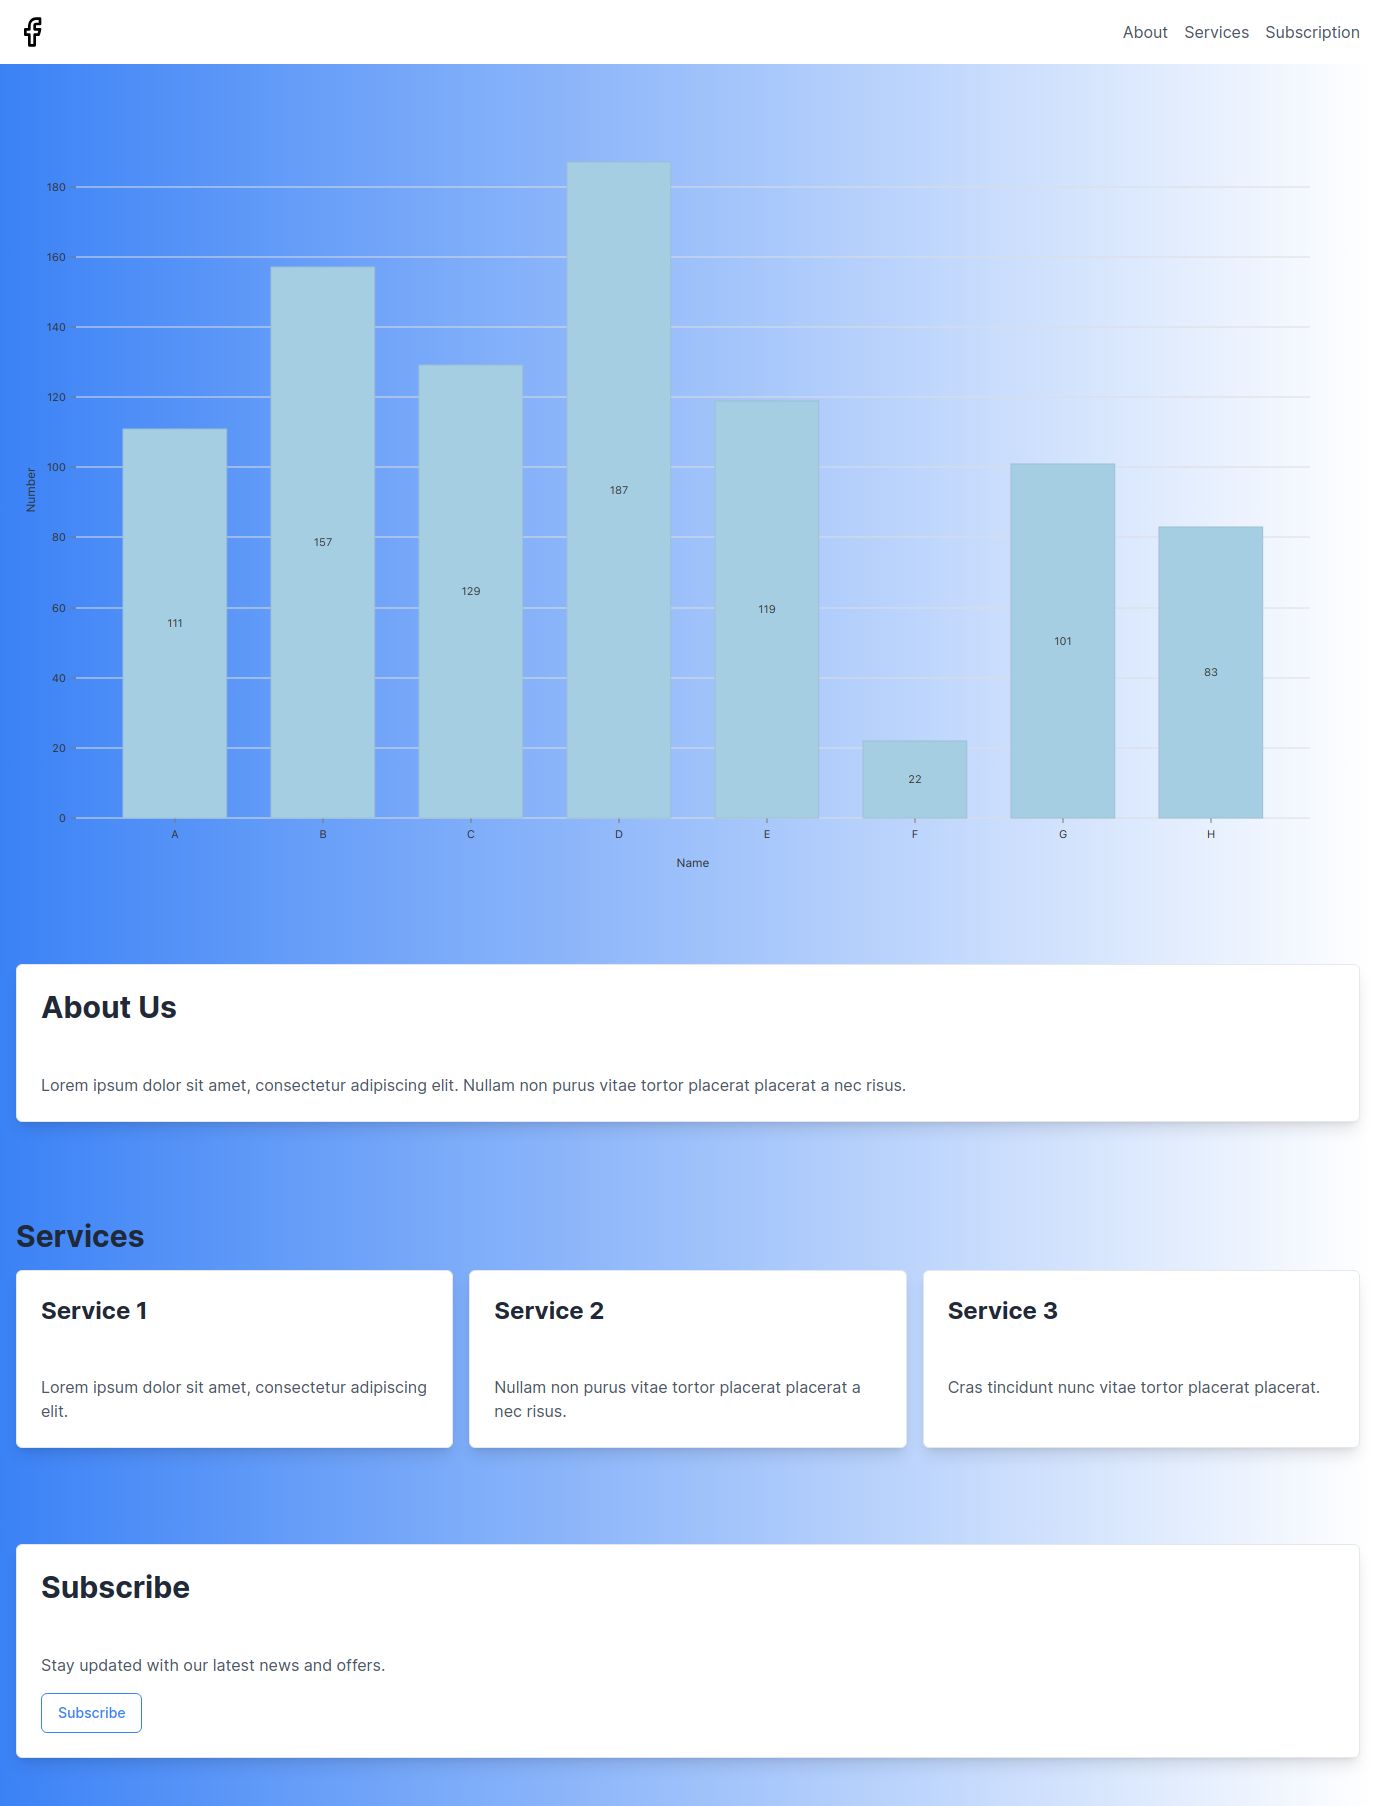 About Services Subscription
180
160
140
120
100
80
60
40
20
0
Number
111
157
129
187
119
22
101
83
A B C D E F G H
Name
About Us
Lorem ipsum dolor sit amet, consectetur adipiscing elit. Nullam non purus vitae tortor placerat placerat a nec risus.
Services
Service 1
Lorem ipsum dolor sit amet, consectetur adipiscing
elit.
Service 2
Nullam non purus vitae tortor placerat placerat a
nec risus.
Service 3
Cras tincidunt nunc vitae tortor placerat placerat.
Subscribe
Stay updated with our latest news and offers.
Subscribe